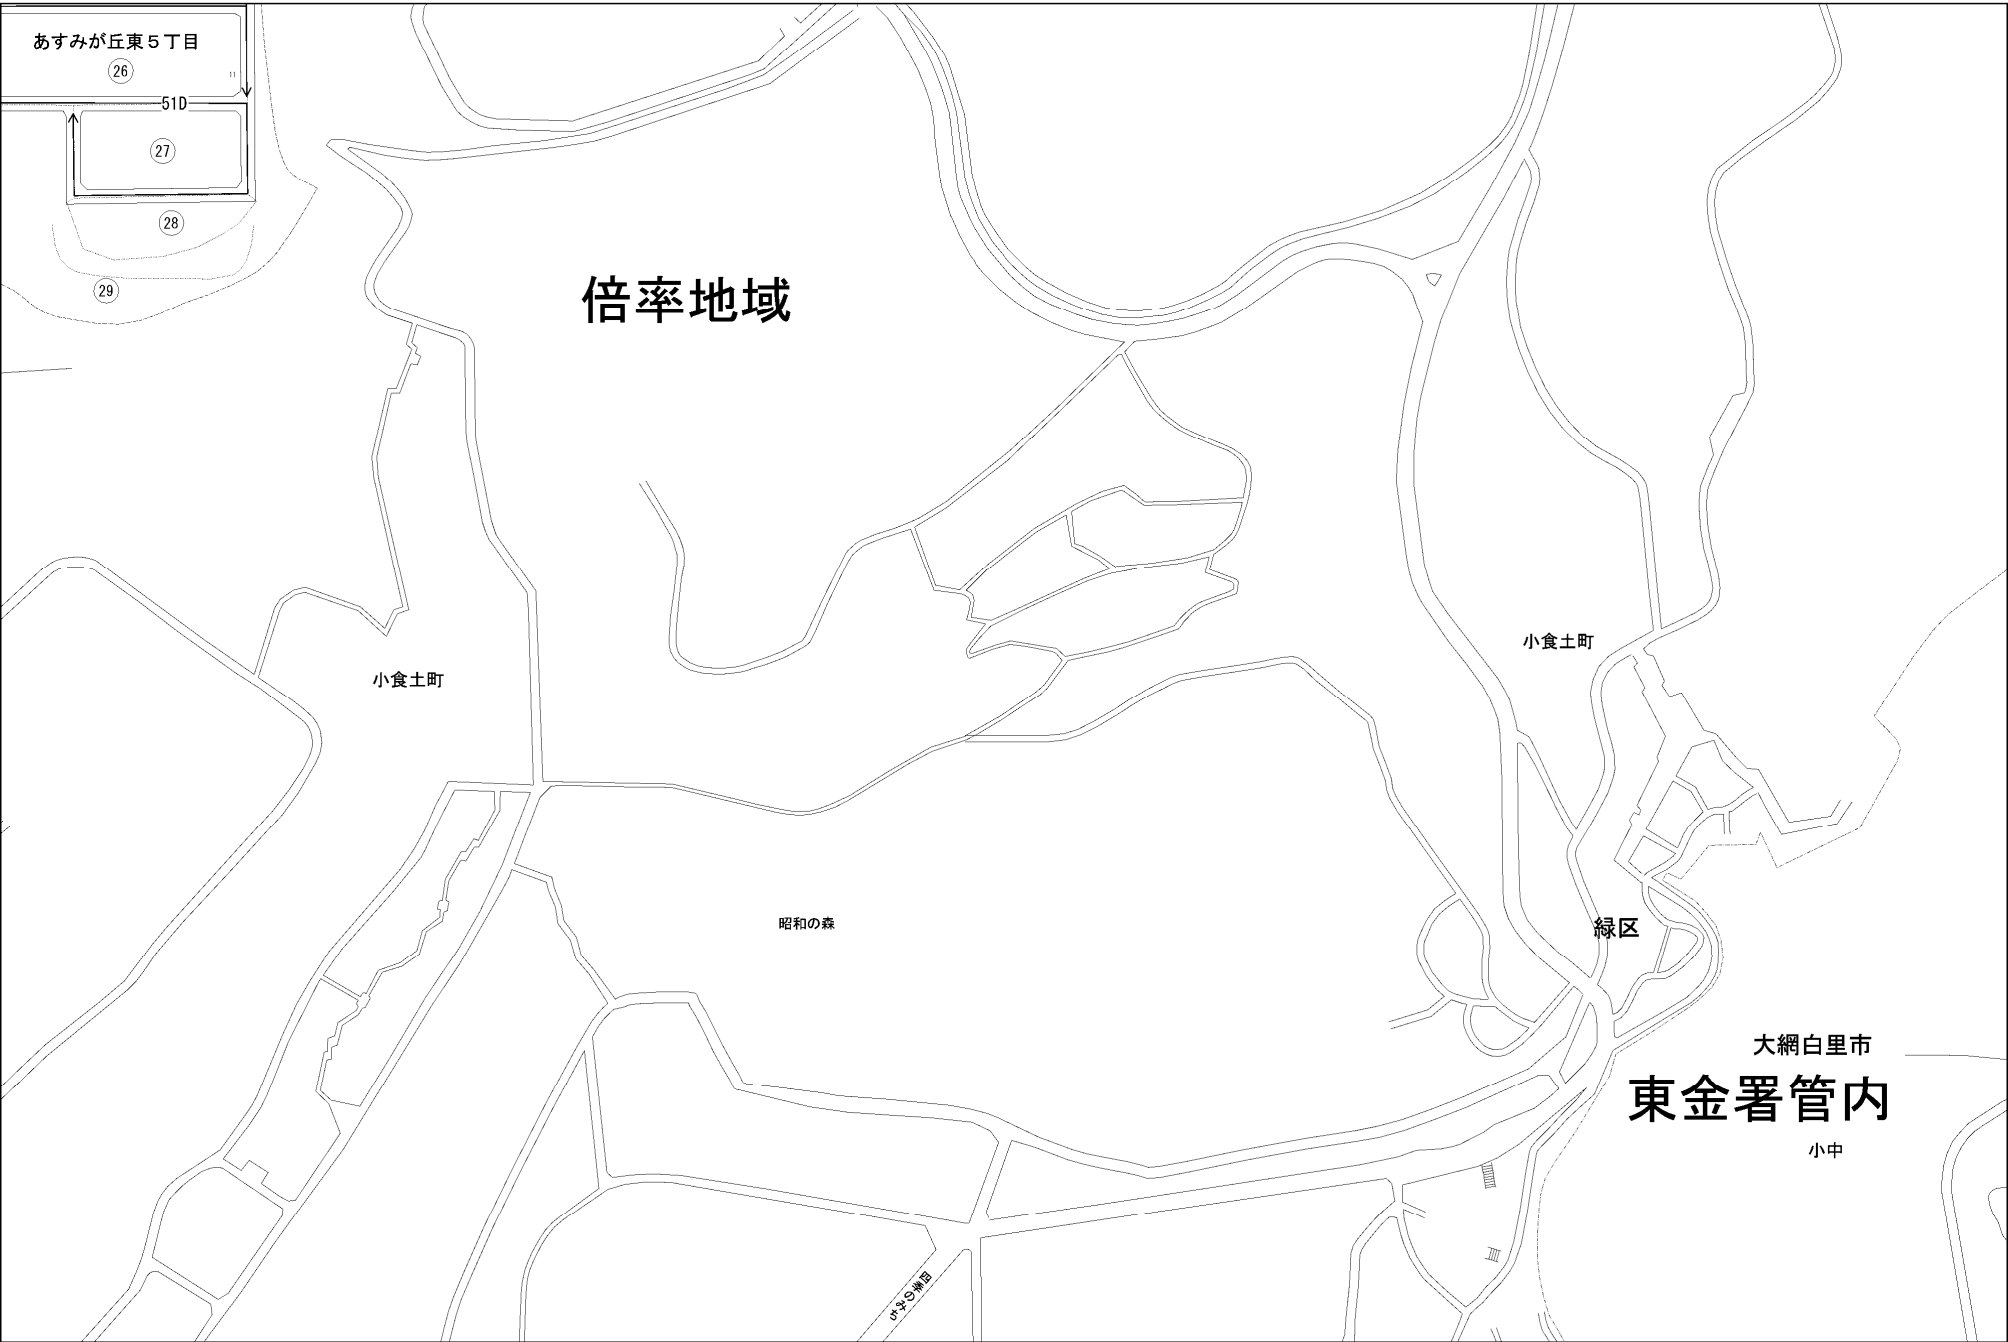 あすみが丘東５丁目
26
11
51D
27
28
29
倍率地域
小食土町
小食土町
昭和の森
緑区
大網白里市
東金署管内
小中
四季のみち